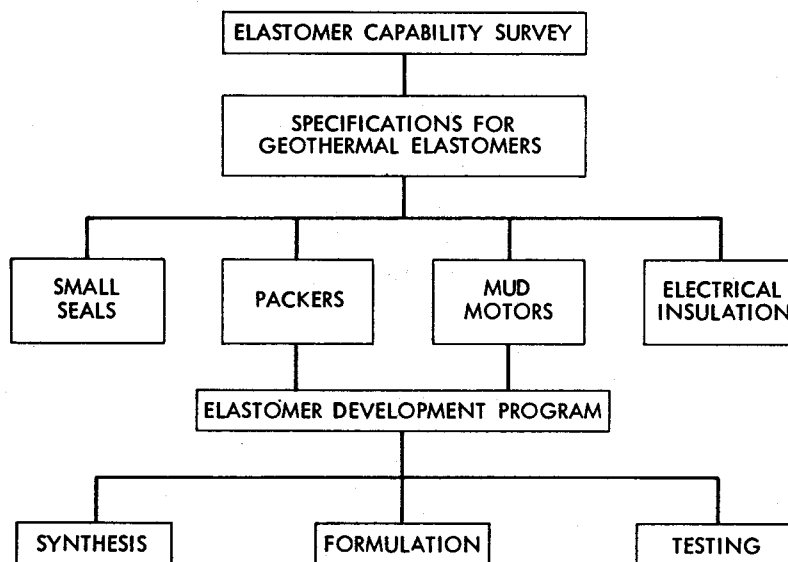 ELASTOMER CAPABILITY SURVEY
SPECIFICATIONS FOR
GEOTHERMAL ELASTOMERS
SMALL
SEALS
PACKERS
MUD
MOTORS
ELECTRICAL
INSULATION
ELASTOMER DEVELOPMENT PROGRAM
SYNTHESIS
FORMULATION
TESTING